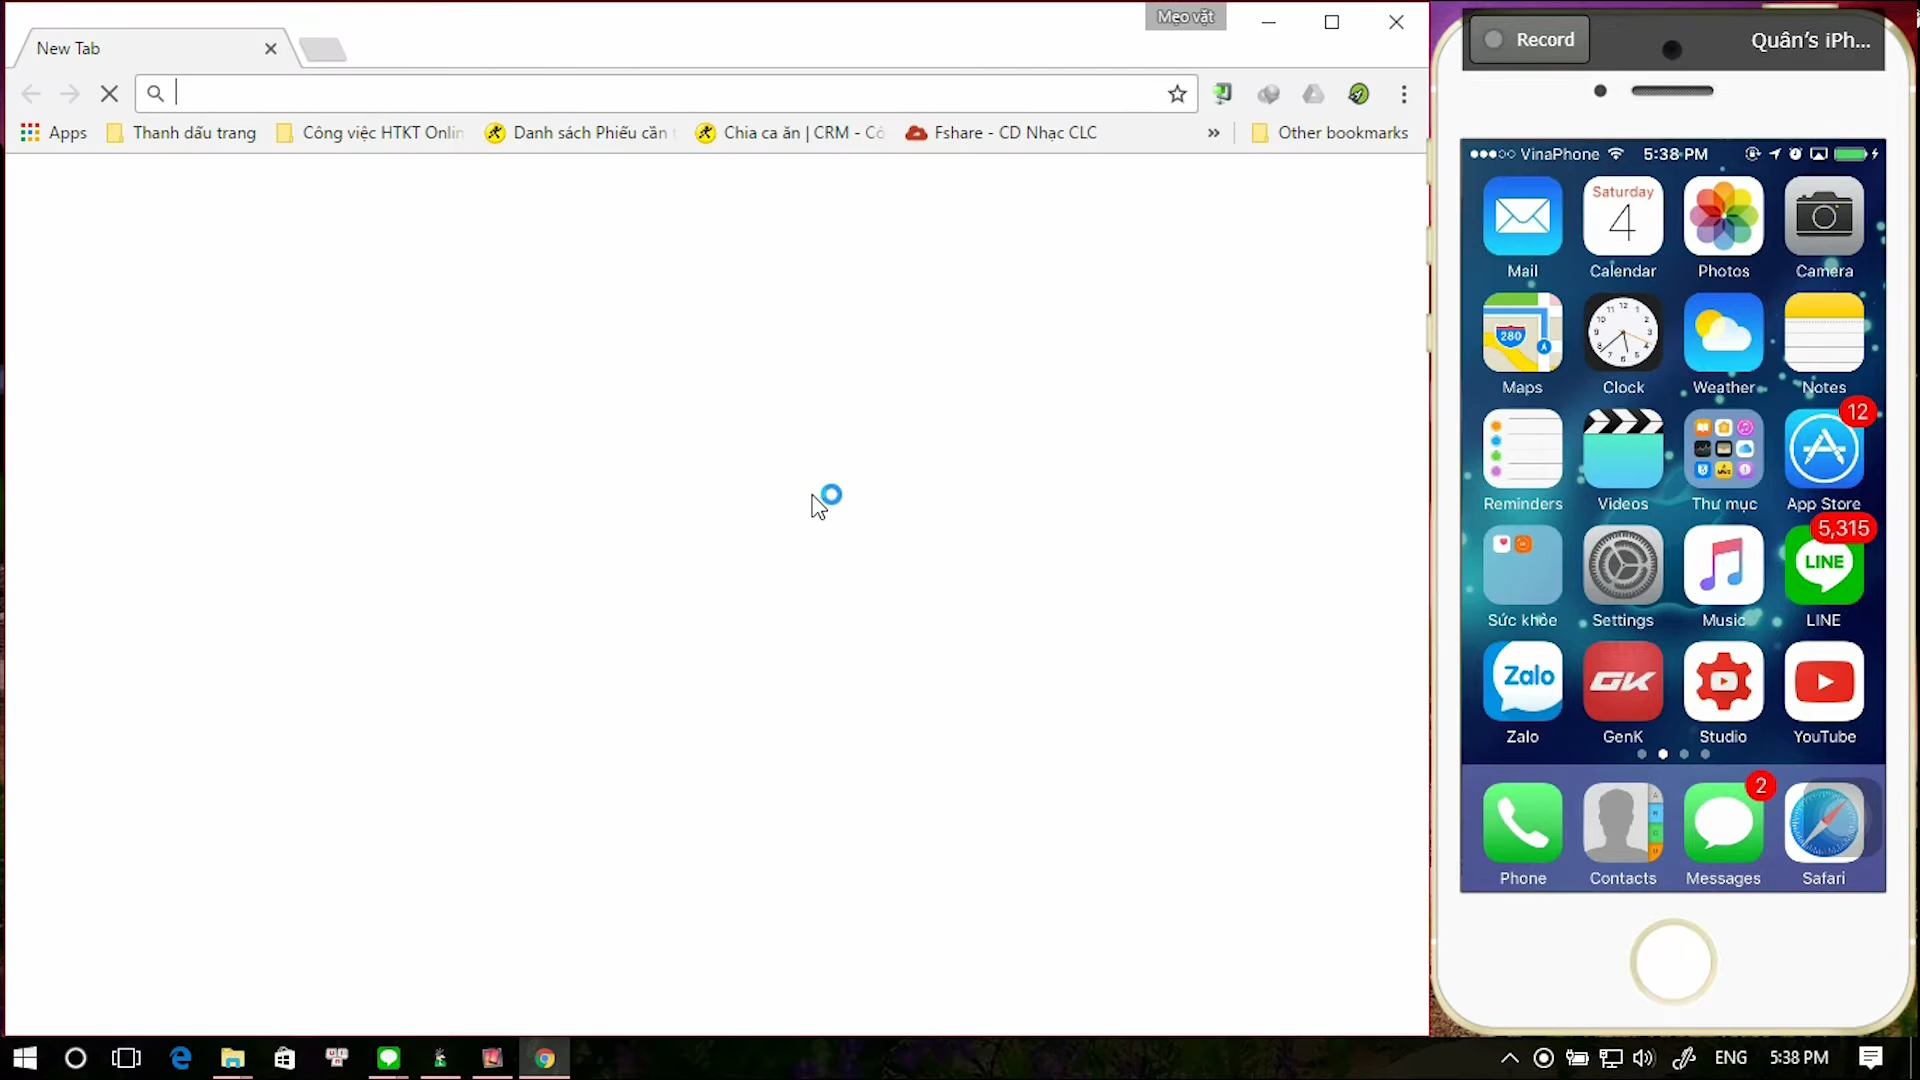 Mẹo vặt
New Tab
Apps
Thanh dấu trang
Công việc HTKT Onlin
Danh sách Phiếu cần
Chia ca ăn | CRM - Cô
Fshare - CD Nhạc CLC
»
Other bookmarks
Record
Quân's iPh...
VinaPhone
5:38 PM
Saturday
4
Mail
Calendar
Photos
Camera
280
Maps
Clock
Weather
Notes
12
Reminders
Videos
Thư mục
App Store
5,315
LINE
Sức khỏe
Settings
Music
LINE
Zalo
GK
Zalo
GenK
Studio
YouTube
2
Phone
Contacts
Messages
Safari
ENG
5:38 PM